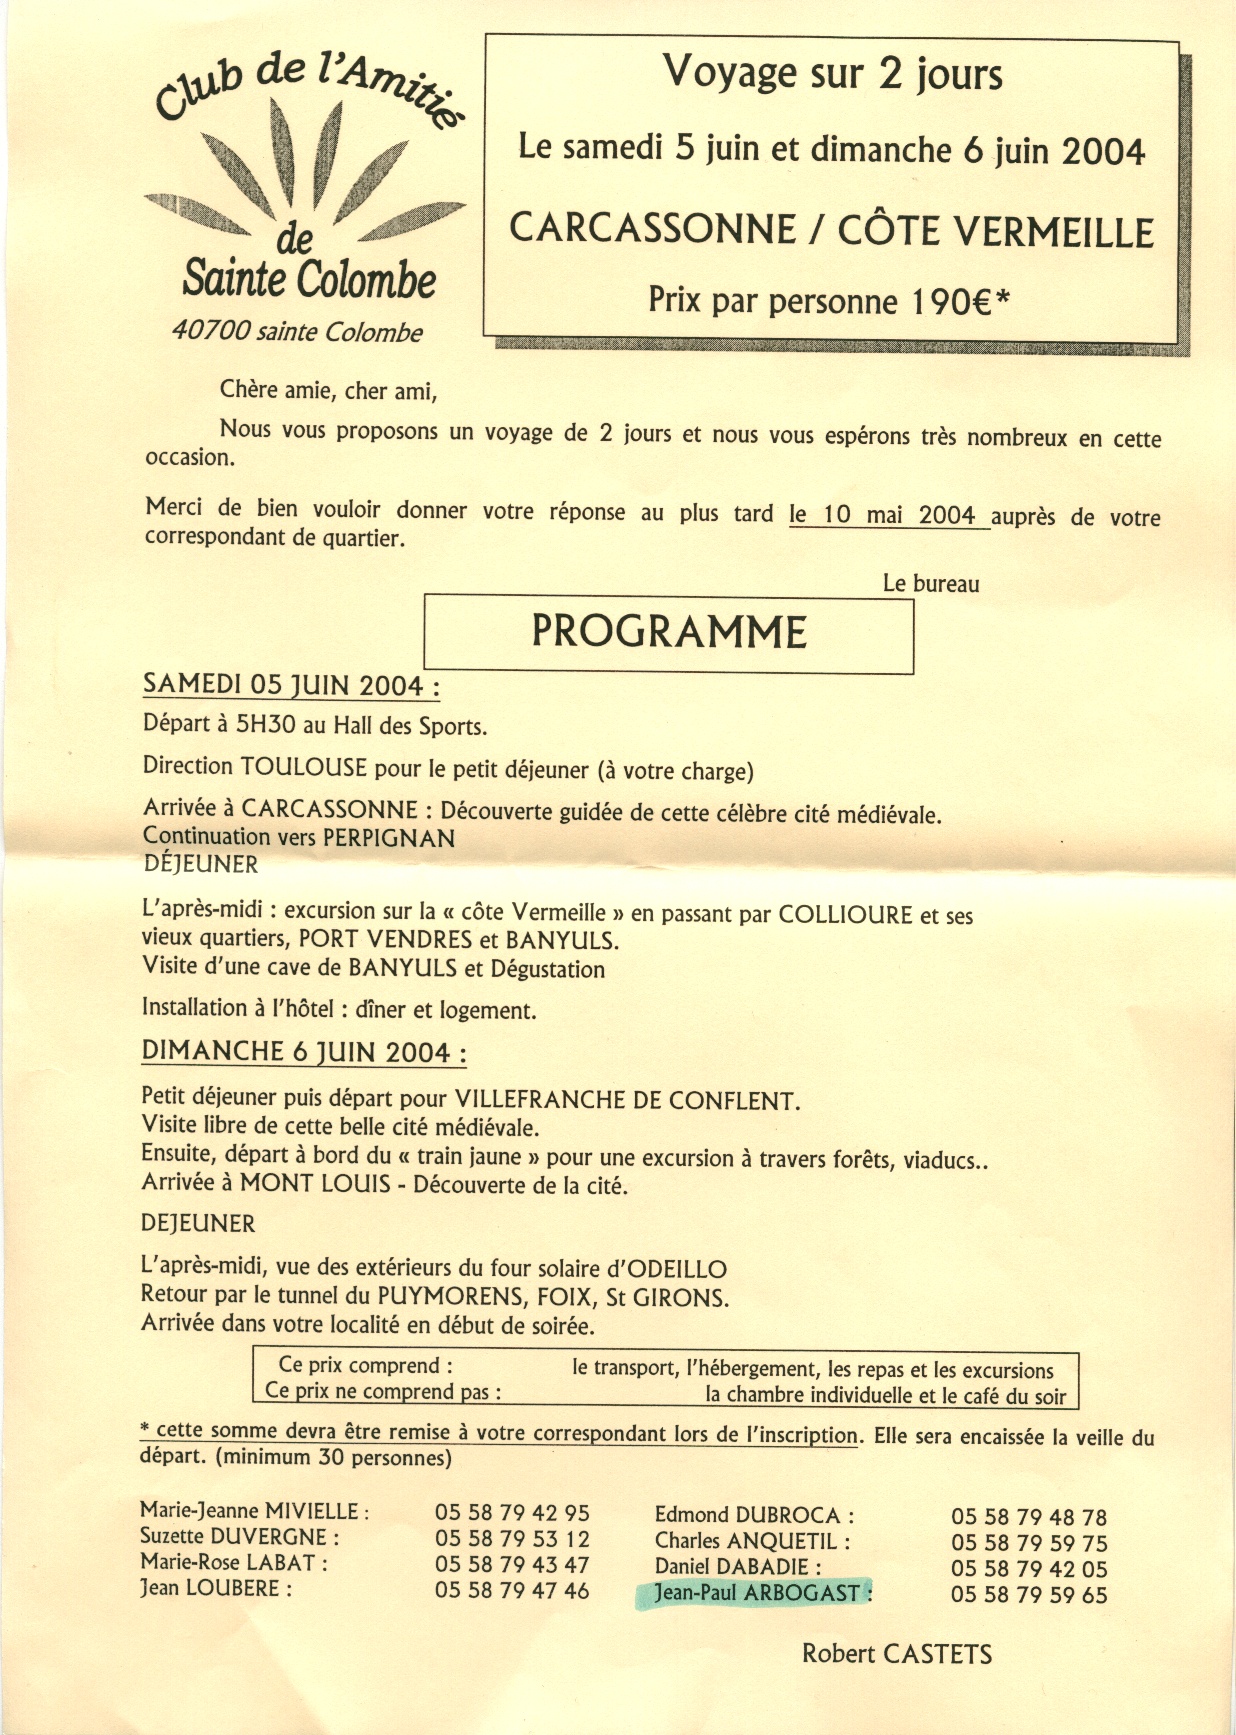 Club de l'Amitié
de
Sainte Colombe
40700 sainte Colombe
Voyage sur 2 jours
Le samedi 5 juin et dimanche 6 juin 2004
CARCASSONNE / CÔTE VERMEILLE
Prix par personne 190€*
Chère amie, cher ami,
Nous vous proposons un voyage de 2 jours et nous vous espérons très nombreux en cette
occasion.
Merci de bien vouloir donner votre réponse au plus tard le 10 mai 2004 auprès de votre
correspondant de quartier.
Le bureau
PROGRAMME
SAMEDI 05 JUIN 2004 :
Départ à 5H30 au Hall des Sports.
Direction TOULOUSE pour le petit déjeuner (à votre charge)
Arrivée à CARCASSONNE : Découverte guidée de cette célèbre cité médiévale.
Continuation vers PERPIGNAN
DÉJEUNER
L'après-midi : excursion sur la « côte Vermeille » en passant par COLLIOURE et ses
vieux quartiers, PORT VENDRES et BANYULS.
Visite d'une cave de BANYULS et Dégustation
Installation à l'hôtel : dîner et logement.
DIMANCHE 6 JUIN 2004 :
Petit déjeuner puis départ pour VILLEFRANCHE DE CONFLENT.
Visite libre de cette belle cité médiévale.
Ensuite, départ à bord du « train jaune » pour une excursion à travers forêts, viaducs..
Arrivée à MONT LOUIS - Découverte de la cité.
DEJEUNER
L'après-midi, vue des extérieurs du four solaire d'ODEILLO
Retour par le tunnel du PUYMORENS, FOIX, St GIRONS.
Arrivée dans votre localité en début de soirée.
Ce prix comprend : le transport, l'hébergement, les repas et les excursions
Ce prix ne comprend pas : la chambre individuelle et le café du soir
* cette somme devra être remise à votre correspondant lors de l'inscription. Elle sera encaissée la veille du
départ. (minimum 30 personnes)
Marie-Jeanne MIVIELLE : 05 58 79 42 95 Edmond DUBROCA : 05 58 79 48 78
Suzette DUVERGNE : 05 58 79 53 12 Charles ANQUETIL : 05 58 79 59 75
Marie-Rose LABAT : 05 58 79 43 47 Daniel DABADIE : 05 58 79 42 05
Jean LOUBERE : 05 58 79 47 46 Jean-Paul ARBOGAST : 05 58 79 59 65
Robert CASTETS